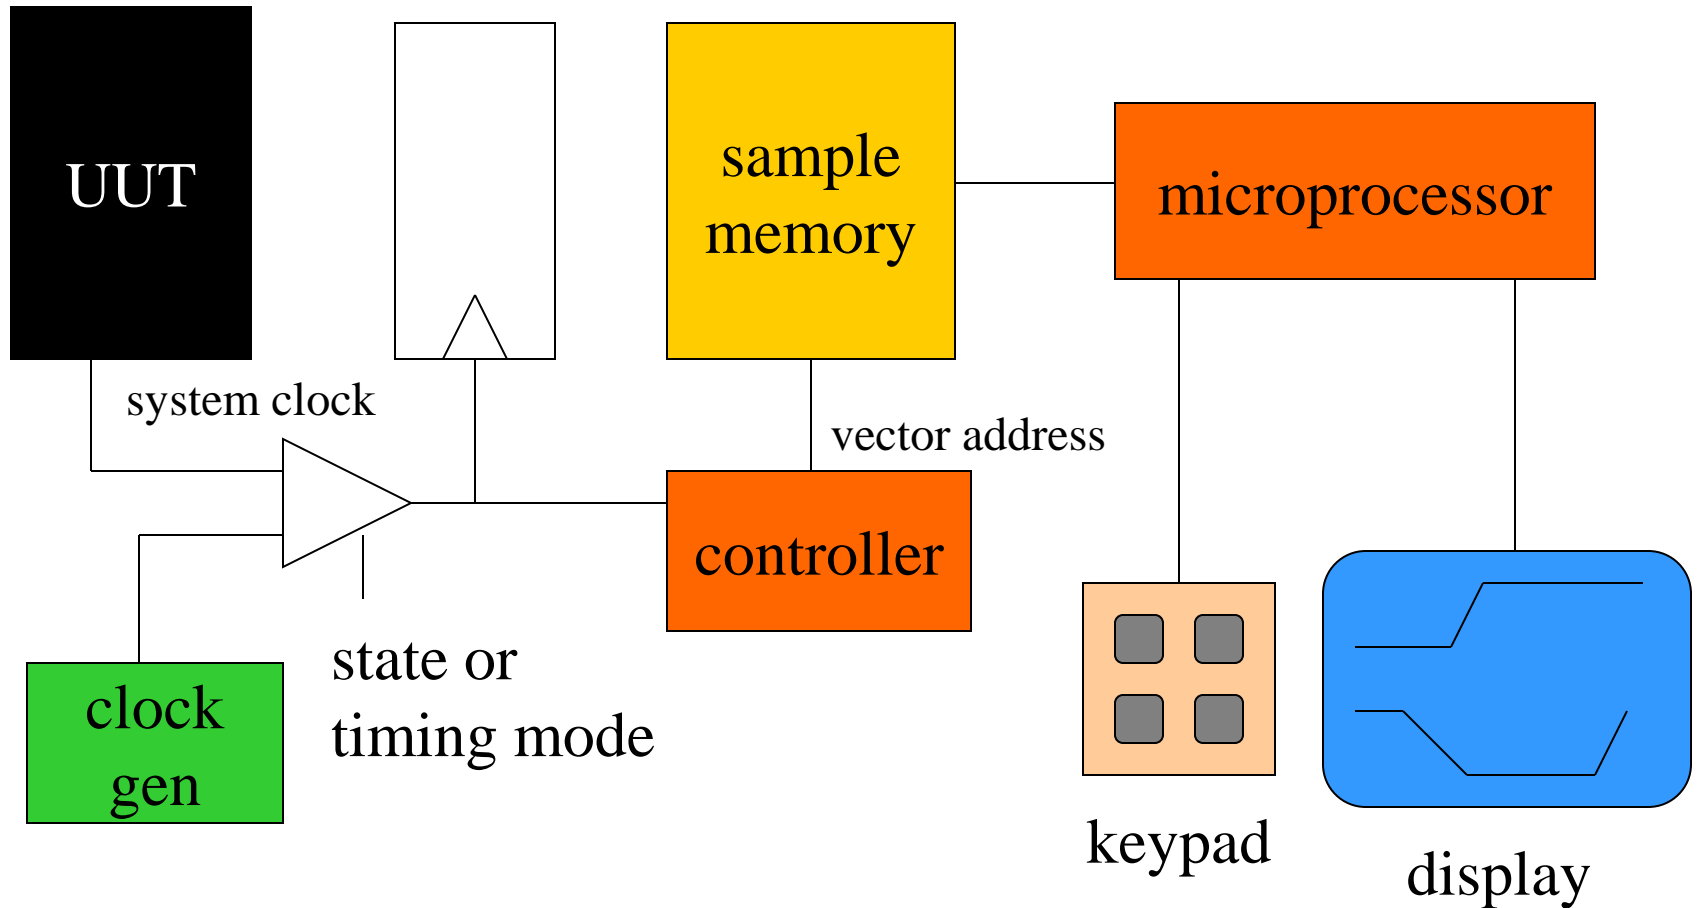 UUT
sample
memory
microprocessor
system clock
vector address
controller
state or
timing mode
clock
gen
keypad
display